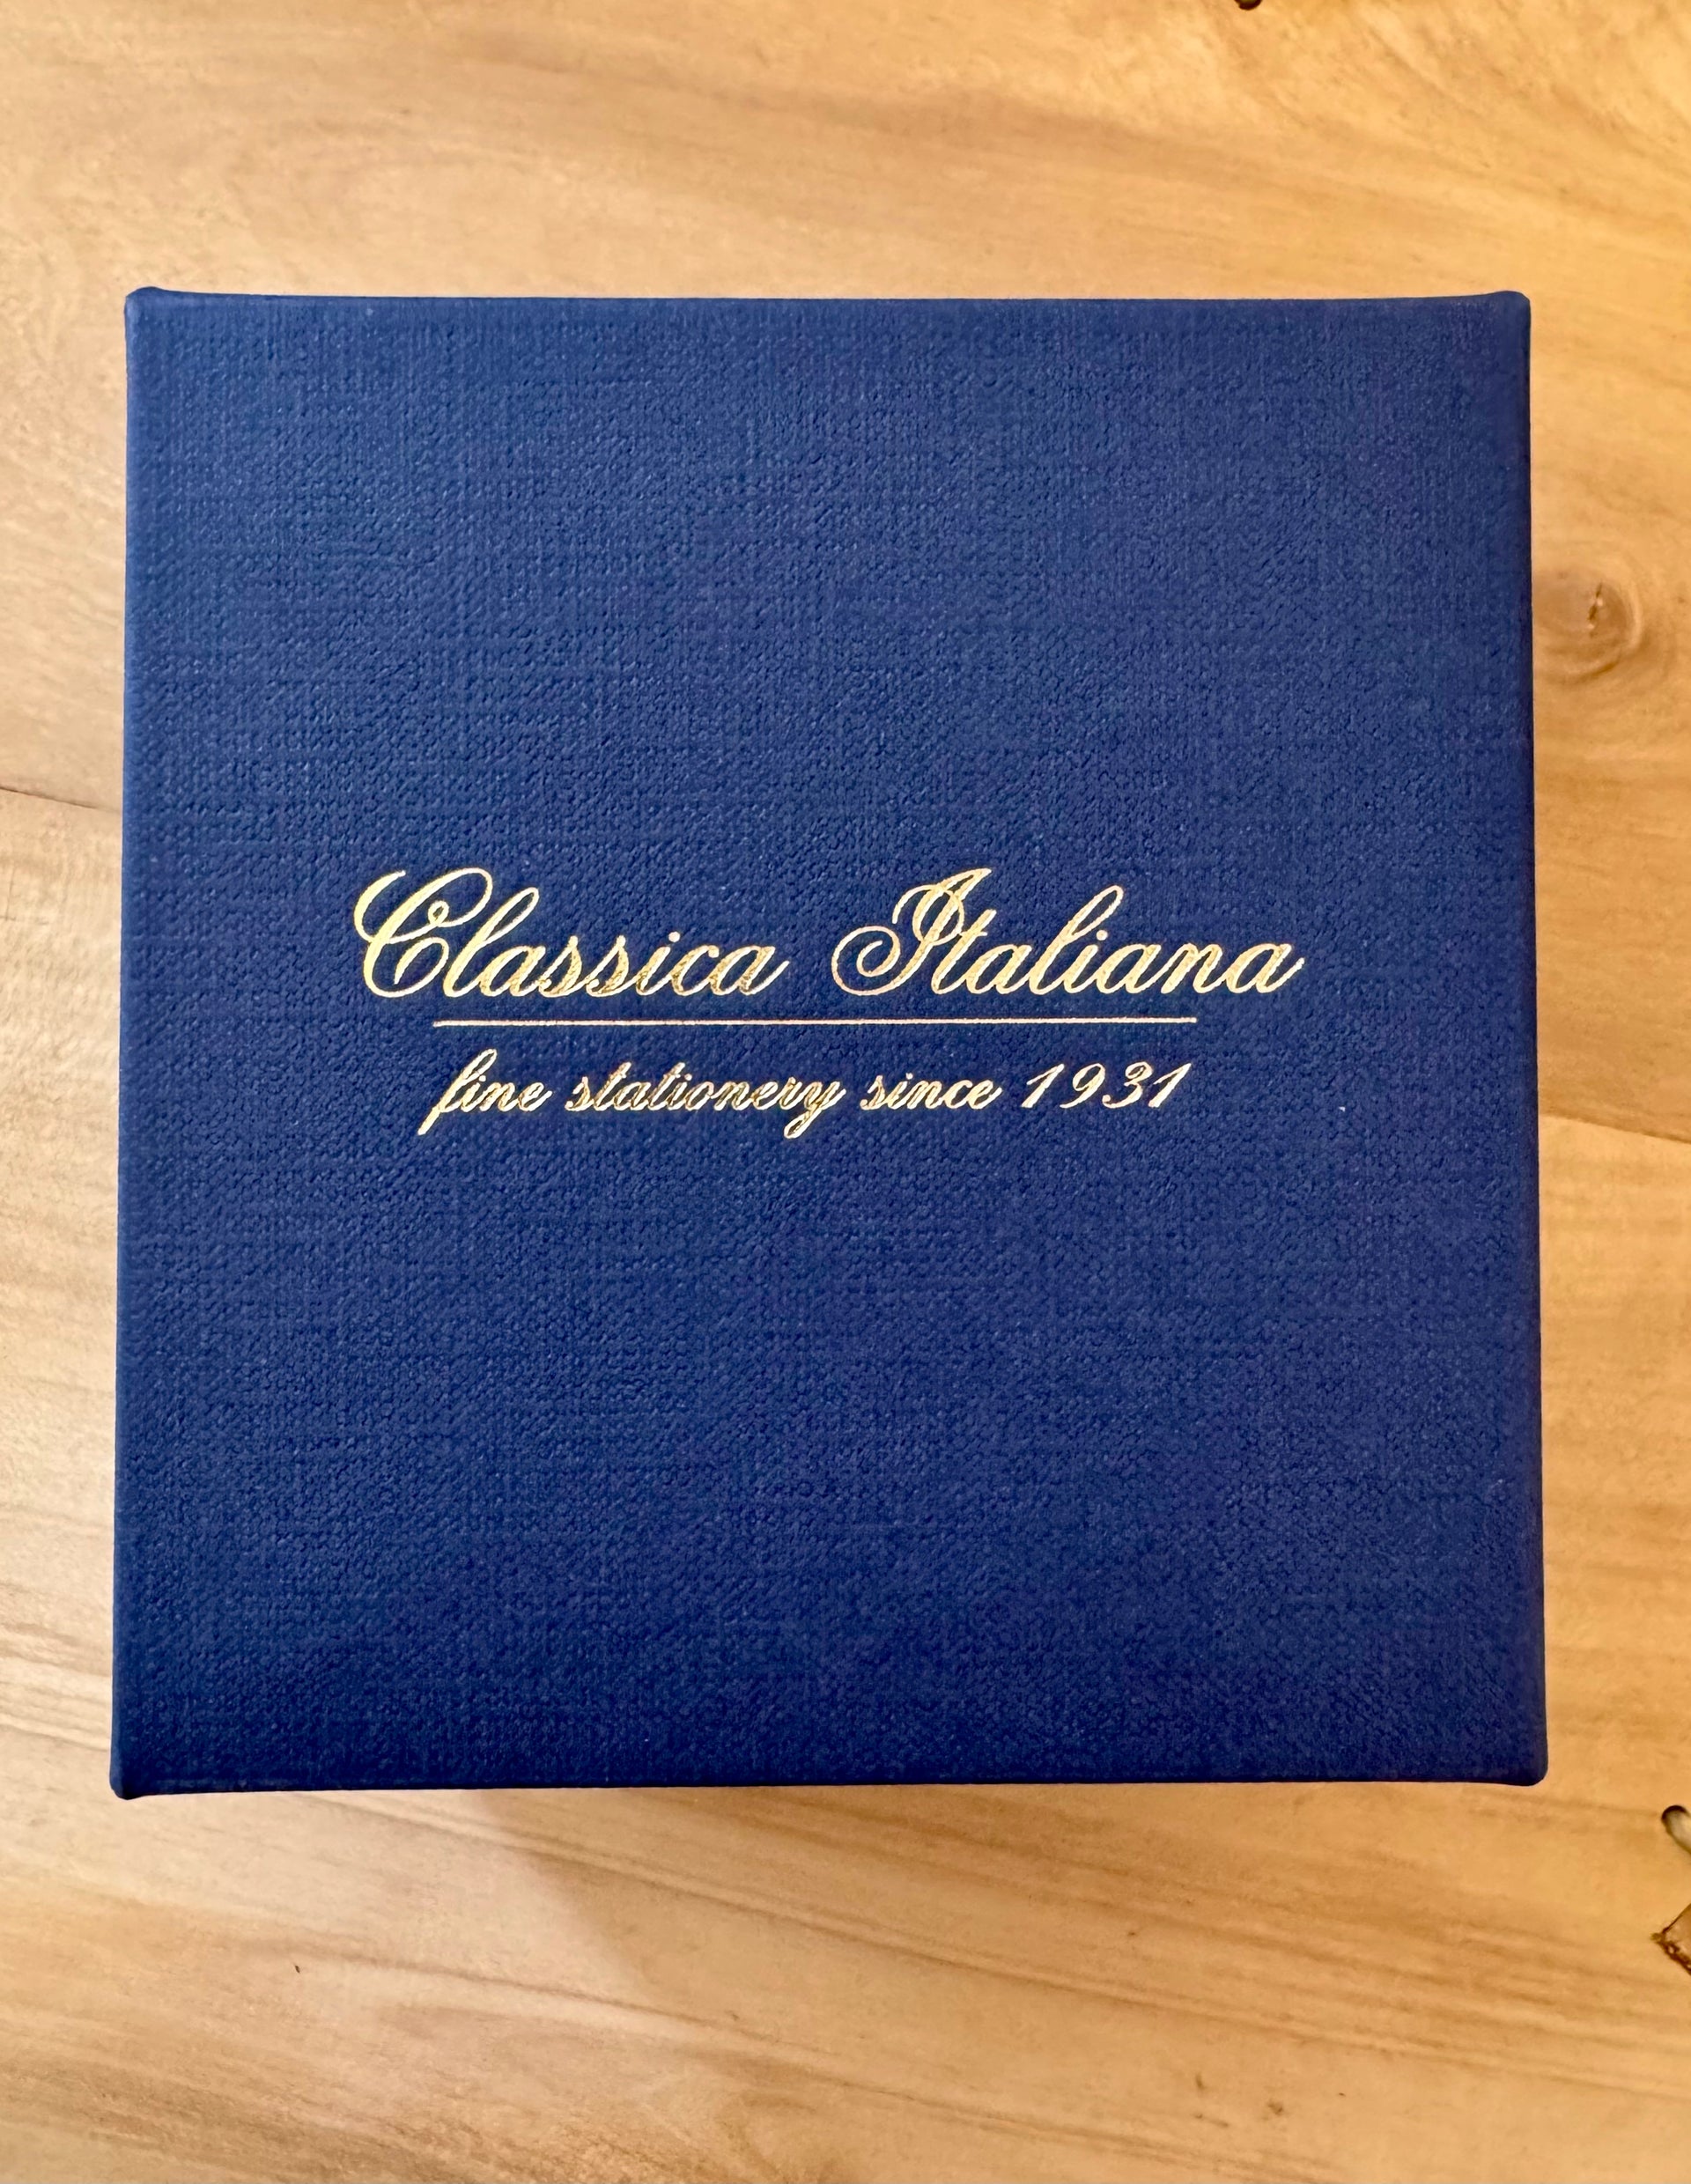 Classica Italiana
fine stationery since 1931